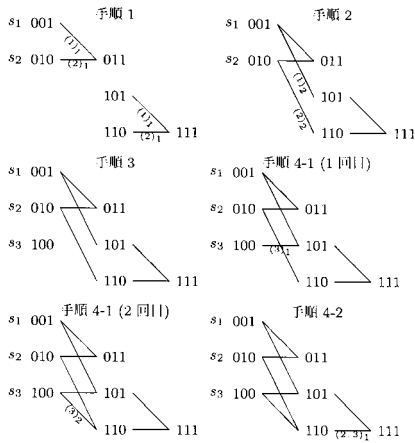 手順 1
s1 001
(1)1
s2 010 (2)1 011
101
(1)1
110 (2)1 111
手順 2
s1 001
s2 010 011
(1)2
101
(2)2
110 111
手順 3
s1 001
s2 010 011
s3 100 101
110 111
手順 4-1 (1 回目)
s1 001
s2 010 011
s3 100 (3)1 101
110 111
手順 4-1 (2 回目)
s1 001
s2 010 011
s3 100 101
(3)2
110 111
手順 4-2
s1 001
s2 010 011
s3 100 101
110 (2 3)1 111